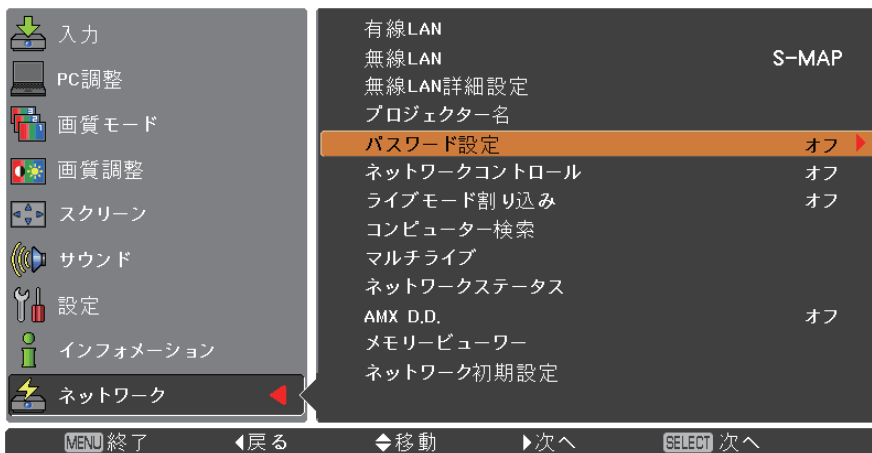 入力
PC調整
画質モード
画質調整
スクリーン
サウンド
設定
インフォメーション
ネットワーク
有線LAN
無線LAN S-MAP
無線LAN詳細設定
プロジェクター名
パスワード設定 オフ
ネットワークコントロール オフ
ライブモード割り込み オフ
コンピューター検索
マルチライブ
ネットワークステータス
AMX D.D. オフ
メモリービューワー
ネットワーク初期設定
MENU 終了 戻る 移動 次へ SELECT 次へ